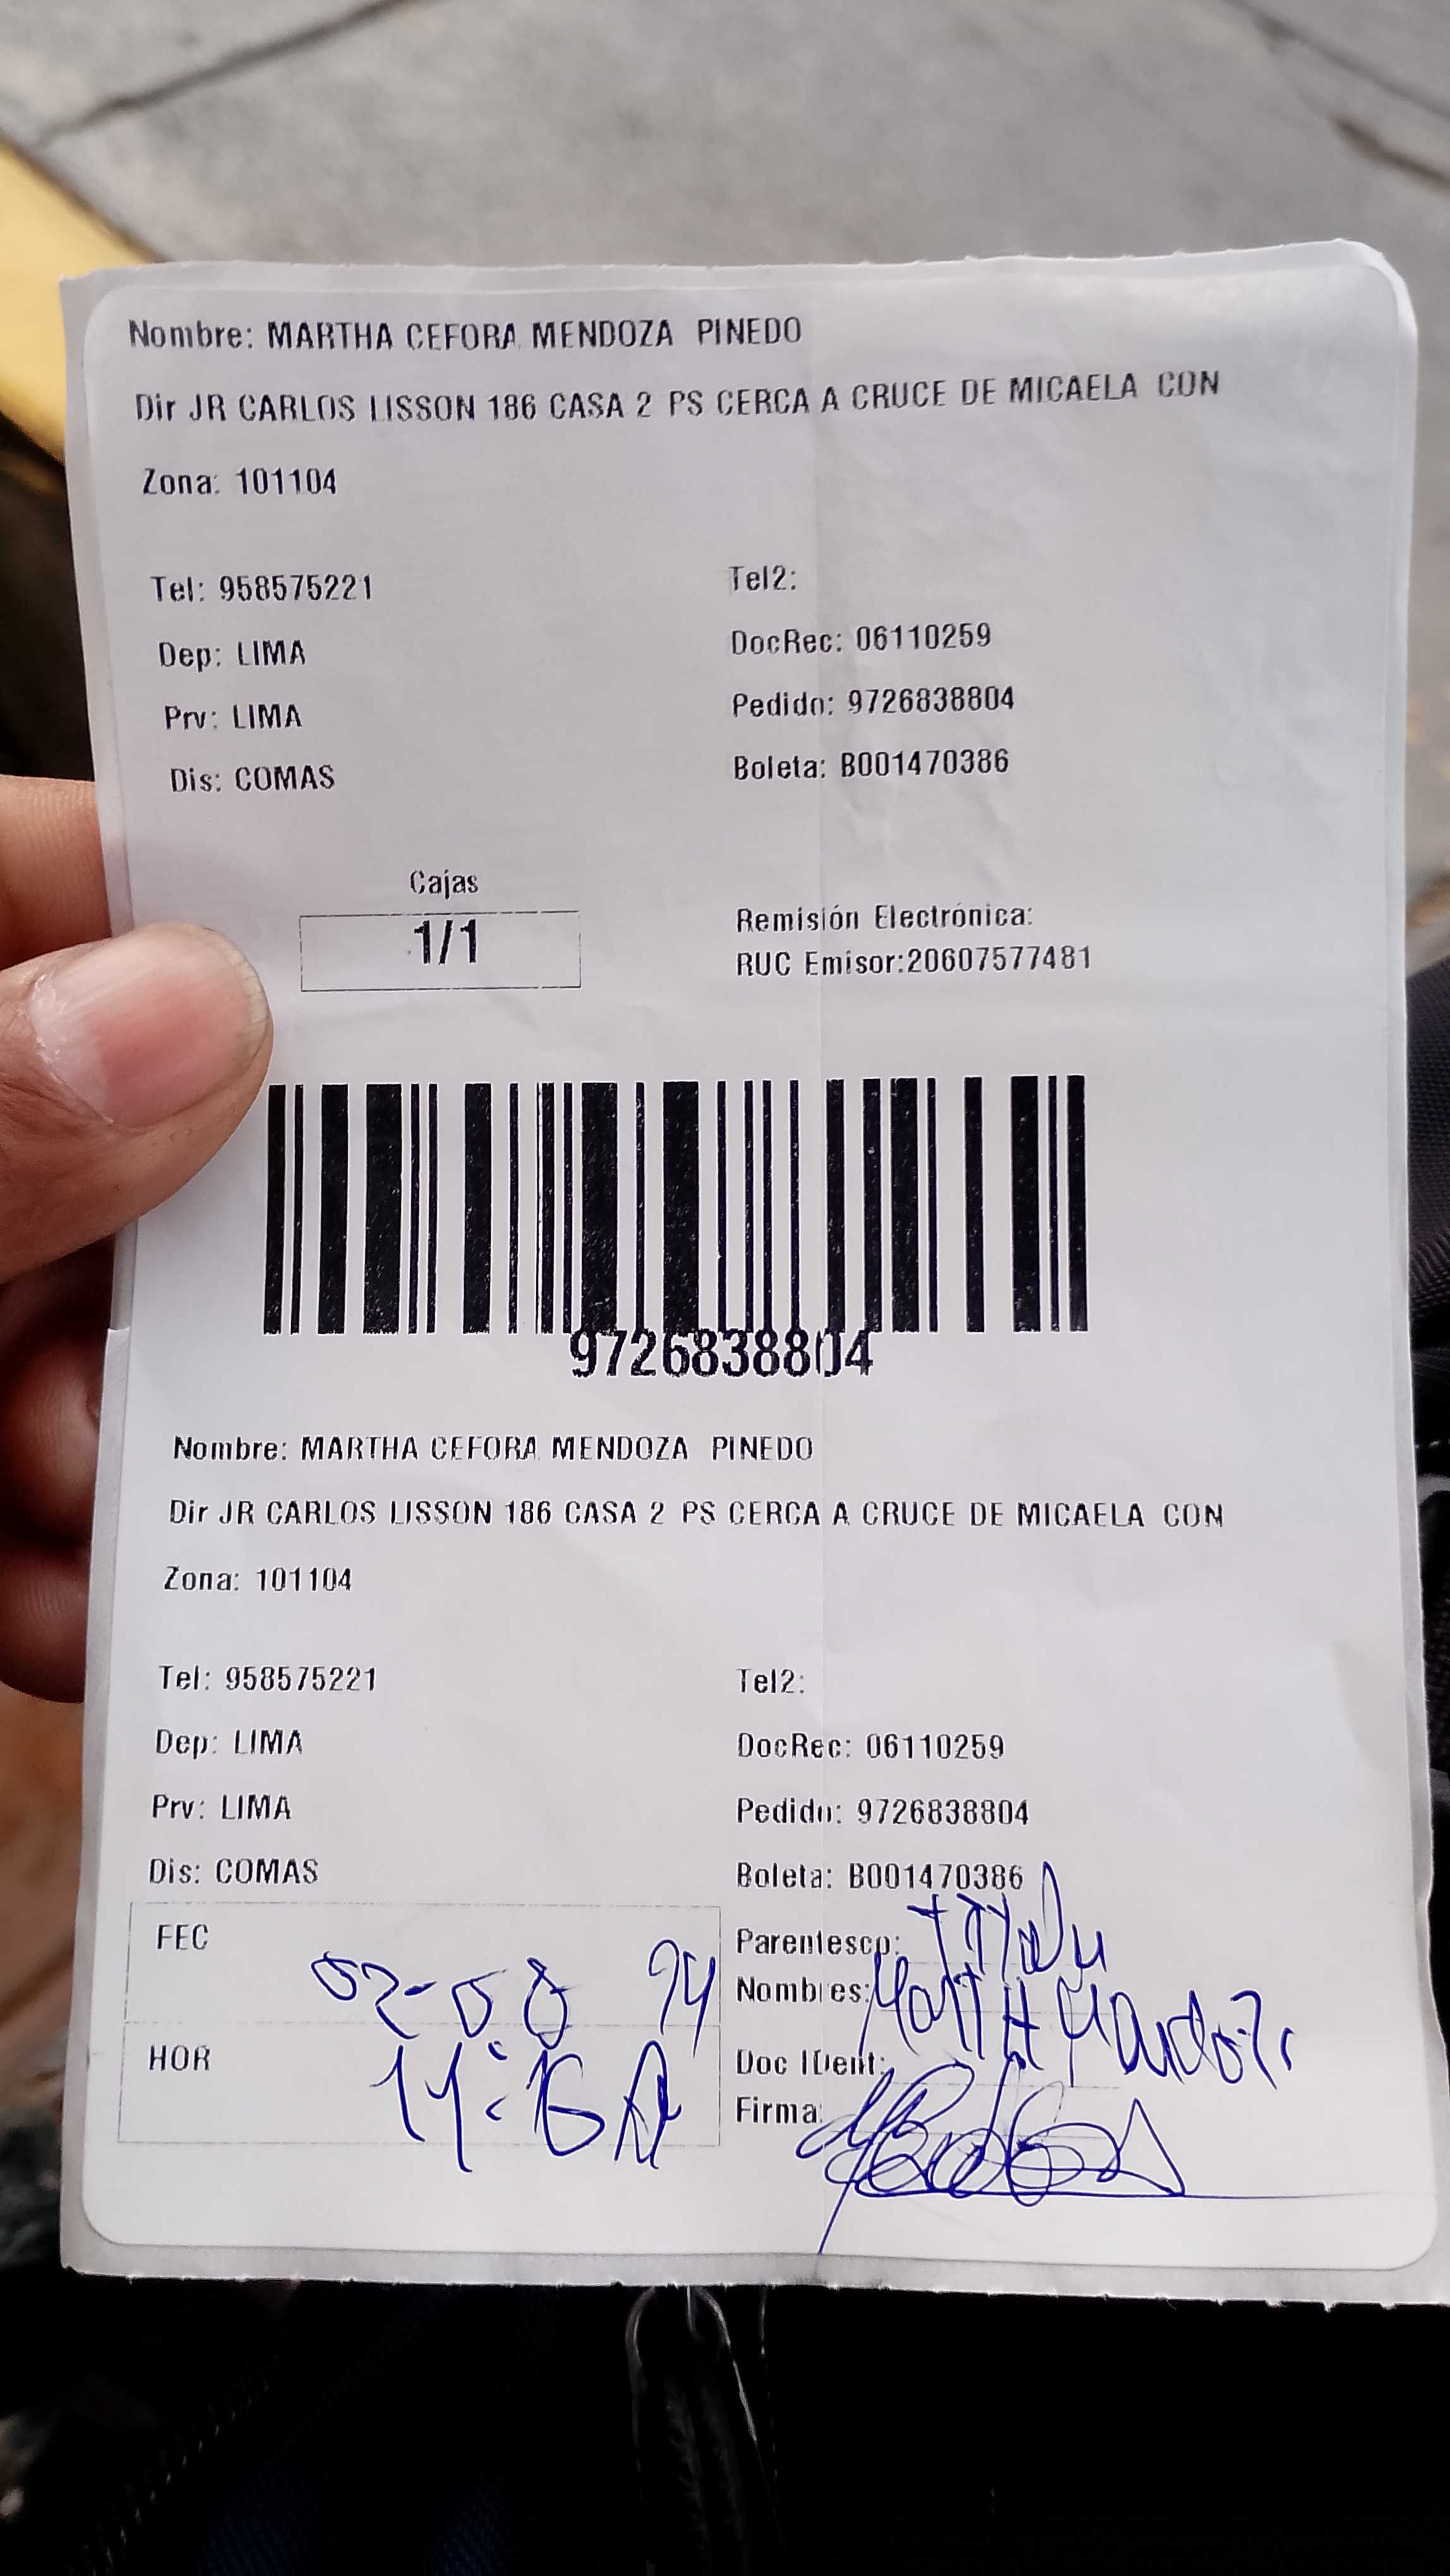 Nombre: MARTHA CEFORA MENDOZA PINEDO
Dir JR CARLOS LISSON 186 CASA 2 PS CERCA A CRUCE DE MICAELA CON
Zona: 101104
Tel: 958575221 Tel2:
Dep: LIMA DocRec: 06110259
Prv: LIMA Pedido: 9726838804
Dis: COMAS Boleta: B001470386
Cajas
1/1
Remisión Electrónica:
RUC Emisor:20607577481
9726838804
Nombre: MARTHA CEFORA MENDOZA PINEDO
Dir JR CARLOS LISSON 186 CASA 2 PS CERCA A CRUCE DE MICAELA CON
Zona: 101104
Tel: 958575221 Tel2:
Dep: LIMA DocRec: 06110259
Prv: LIMA Pedido: 9726838804
Dis: COMAS Boleta: B001470386
FEC 02-08 24
Parentesco:
Nombres:
HOR
Doc IDent:
Firma: